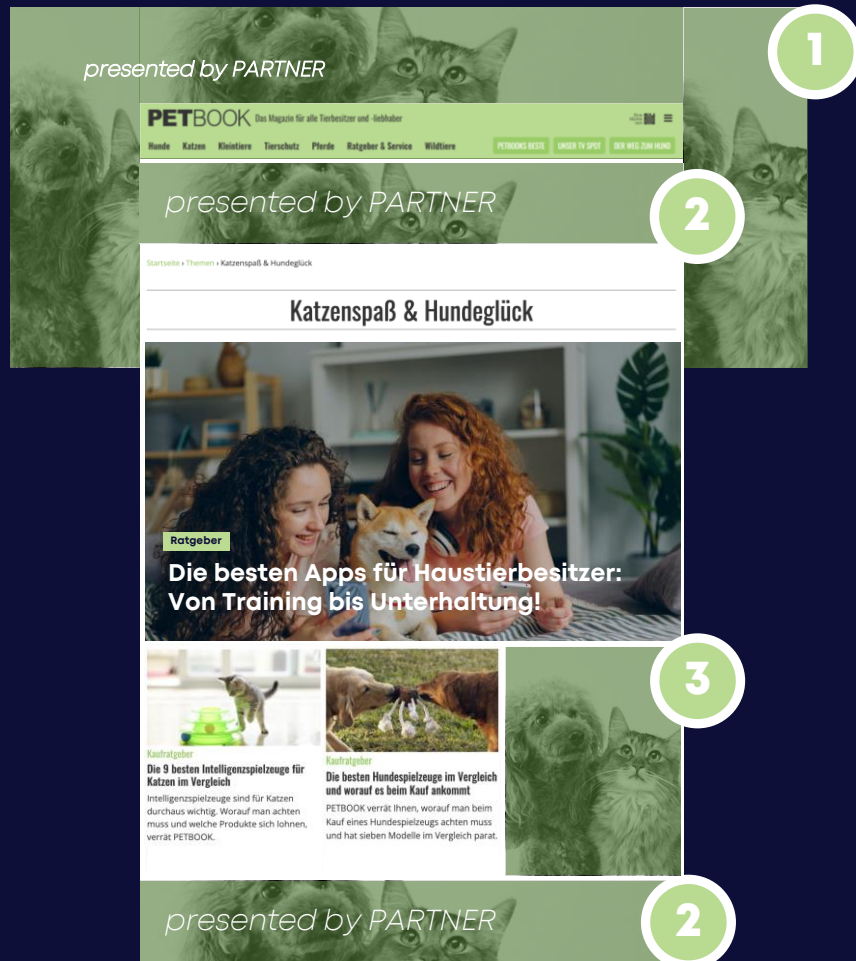 1
presented by PARTNER
PETBOOK Das Magazin für alle Tierbesitzer und -liebhaber
Hunde Katzen Kleintiere Tierschutz Pferde Ratgeber & Service Wildtiere PETBOOKS BESTE UNSER TV SPOT DER WEG ZUM HUND
presented by PARTNER
2
Startseite › Themen › Katzenspaß & Hundeglück
Katzenspaß & Hundeglück
Ratgeber
Die besten Apps für Haustierbesitzer:
Von Training bis Unterhaltung!
3
Kaufratgeber
Die 9 besten Intelligenzspielzeuge für
Katzen im Vergleich
Intelligenzspielzeuge sind für Katzen
durchaus wichtig. Worauf man achten
muss und welche Produkte sich lohnen,
verrät PETBOOK.
Kaufratgeber
Die besten Hundespielzeuge im Vergleich
und worauf es beim Kauf ankommt
PETBOOK verrät Ihnen, worauf man beim
Kauf eines Hundespielzeugs achten muss
und hat sieben Modelle im Vergleich parat.
presented by PARTNER
2